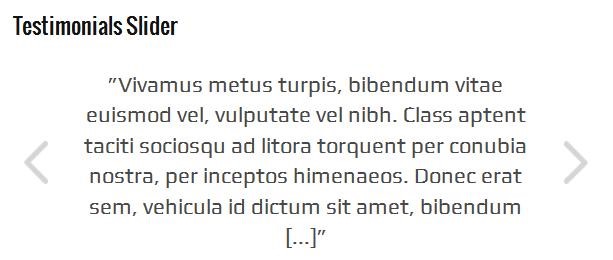 Testimonials Slider
”Vivamus metus turpis, bibendum vitae
euismod vel, vulputate vel nibh. Class aptent
taciti sociosqu ad litora torquent per conubia
nostra, per inceptos himenaeos. Donec erat
sem, vehicula id dictum sit amet, bibendum
[...]”